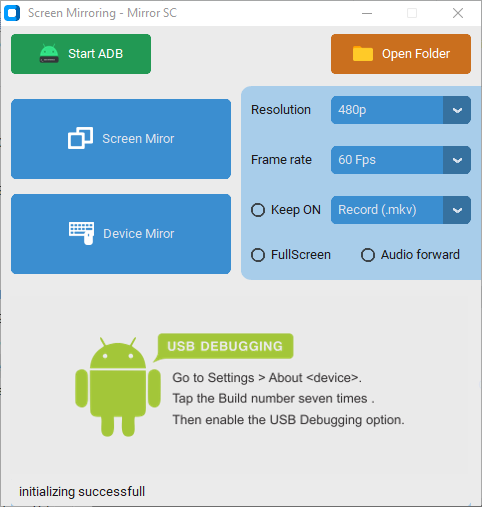 Screen Mirroring - Mirror SC
Start ADB
Open Folder
Screen Miror
Device Miror
Resolution
480p
Frame rate
60 Fps
Keep ON
Record (.mkv)
FullScreen
Audio forward
USB DEBUGGING
Go to Settings > About <device>.
Tap the Build number seven times .
Then enable the USB Debugging option.
initializing successfull